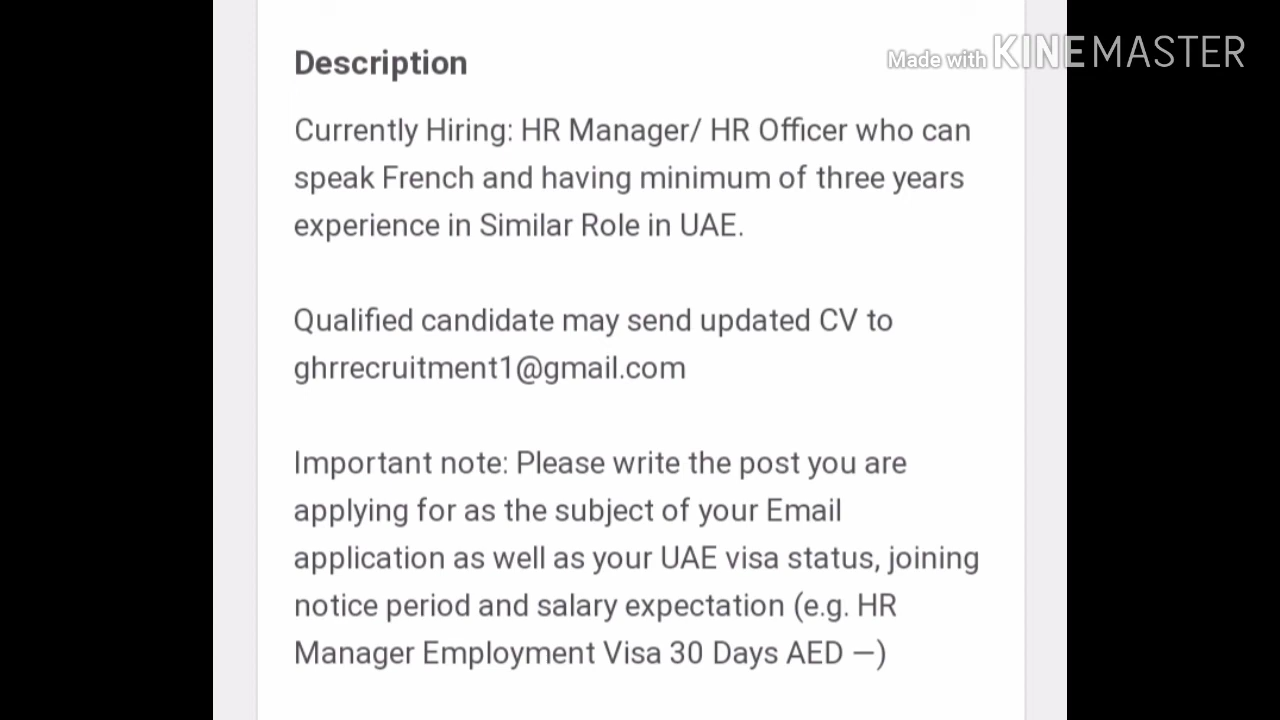 Made with KINEMASTER
Description
Currently Hiring: HR Manager/ HR Officer who can
speak French and having minimum of three years
experience in Similar Role in UAE.
Qualified candidate may send updated CV to
ghrrecruitment1@gmail.com
Important note: Please write the post you are
applying for as the subject of your Email
application as well as your UAE visa status, joining
notice period and salary expectation (e.g. HR
Manager Employment Visa 30 Days AED —)